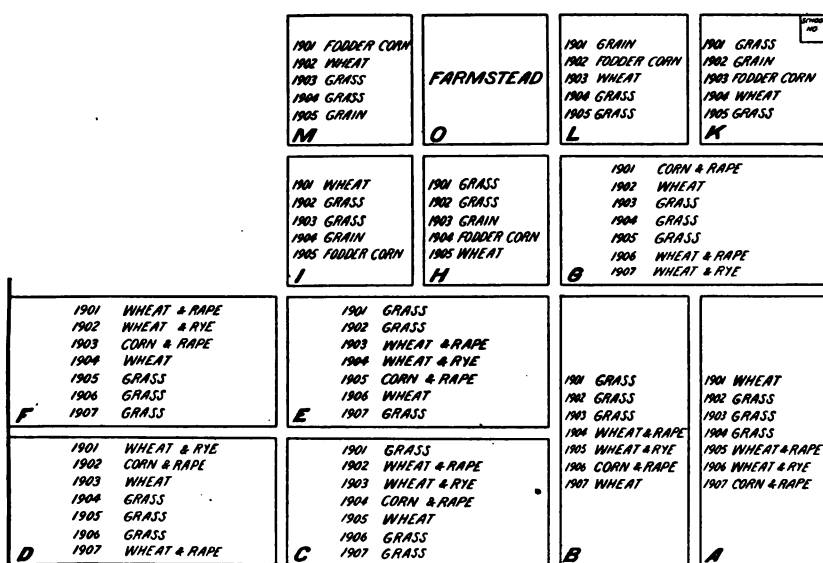 1901 FODDER CORN
1902 WHEAT
1903 GRASS
1904 GRASS
1905 GRAIN
M
FARMSTEAD
O
1901 GRAIN
1902 FODDER CORN
1903 WHEAT
1904 GRASS
1905 GRASS
L
SCHOOL
HO
1901 GRASS
1902 GRAIN
1903 FODDER CORN
1904 WHEAT
1905 GRASS
K
1901 WHEAT
1902 GRASS
1903 GRASS
1904 GRAIN
1905 FODDER CORN
I
1901 GRASS
1902 GRASS
1903 GRAIN
1904 FODDER CORN
1905 WHEAT
H
1901 CORN & RAPE
1902 WHEAT
1903 GRASS
1904 GRASS
1905 GRASS
1906 WHEAT & RAPE
1907 WHEAT & RYE
G
1901 WHEAT & RAPE
1902 WHEAT & RYE
1903 CORN & RAPE
1904 WHEAT
1905 GRASS
1906 GRASS
1907 GRASS
F
1901 GRASS
1902 GRASS
1903 WHEAT & RAPE
1904 WHEAT & RYE
1905 CORN & RAPE
1906 WHEAT
1907 GRASS
E
1901 GRASS
1902 GRASS
1903 GRASS
1904 WHEAT & RAPE
1905 WHEAT & RYE
1906 CORN & RAPE
1907 WHEAT
B
1901 WHEAT
1902 GRASS
1903 GRASS
1904 GRASS
1905 WHEAT & RAPE
1906 WHEAT & RYE
1907 CORN & RAPE
A
1901 WHEAT & RYE
1902 CORN & RAPE
1903 WHEAT
1904 GRASS
1905 GRASS
1906 GRASS
1907 WHEAT & RAPE
D
1901 GRASS
1902 WHEAT & RAPE
1903 WHEAT & RYE
1904 CORN & RAPE
1905 WHEAT
1906 GRASS
1907 GRASS
C